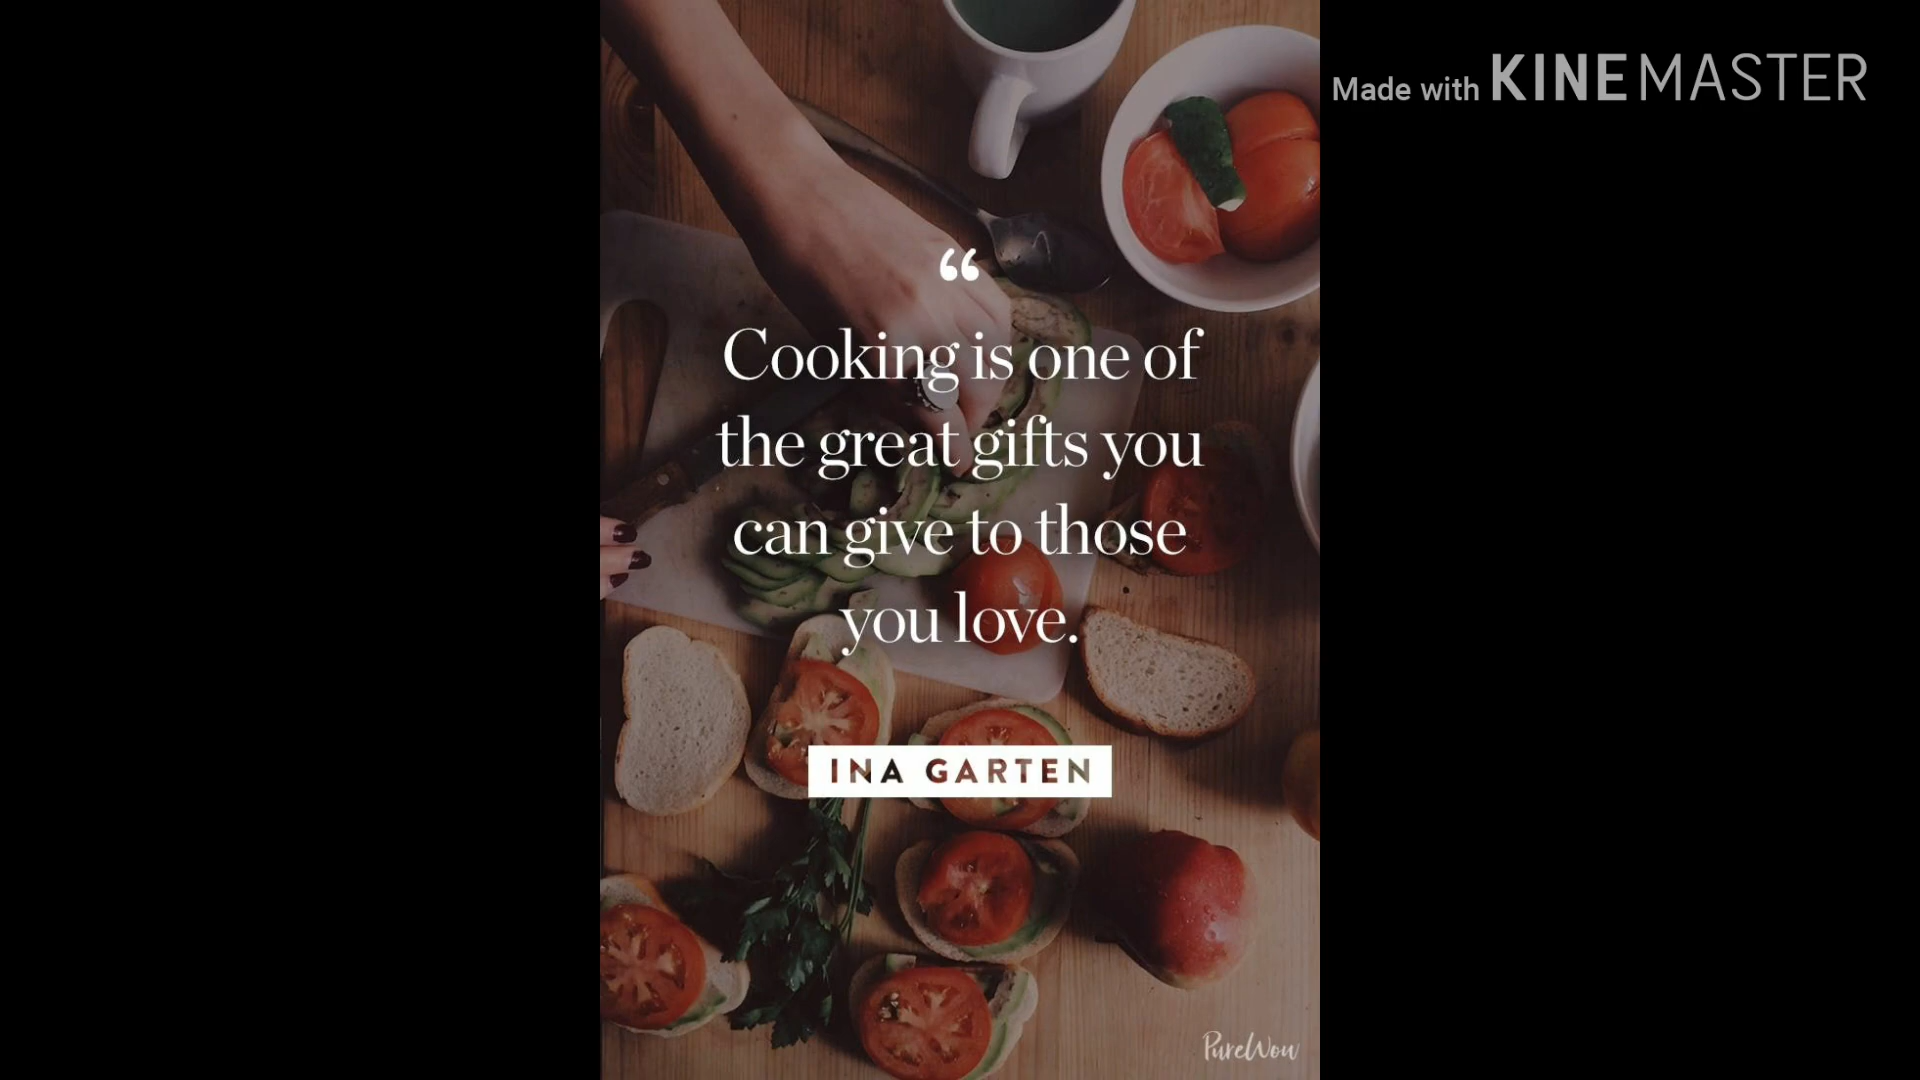 Made with KINEMASTER
“
Cooking is one of
the great gifts you
can give to those
you love.
INA GARTEN
PureWow